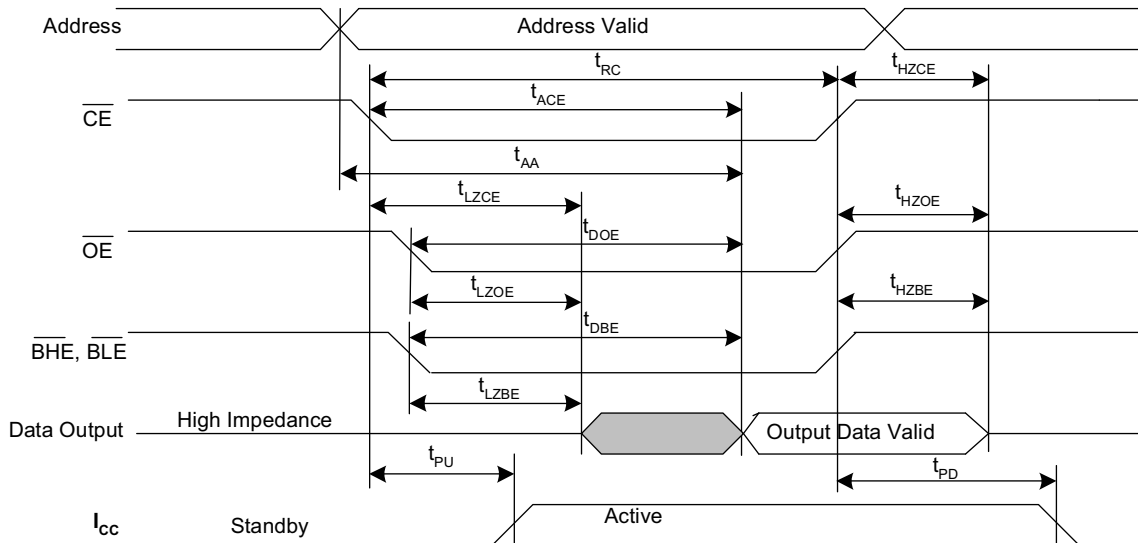 Address
Address Valid
tRC
tHZCE
tACE
CE
tAA
tLZCE
tHZOE
OE
tDOE
tLZOE
tHZBE
tDBE
BHE, BLE
tLZBE
High Impedance
Data Output
Output Data Valid
tPU
tPD
ICC
Standby
Active